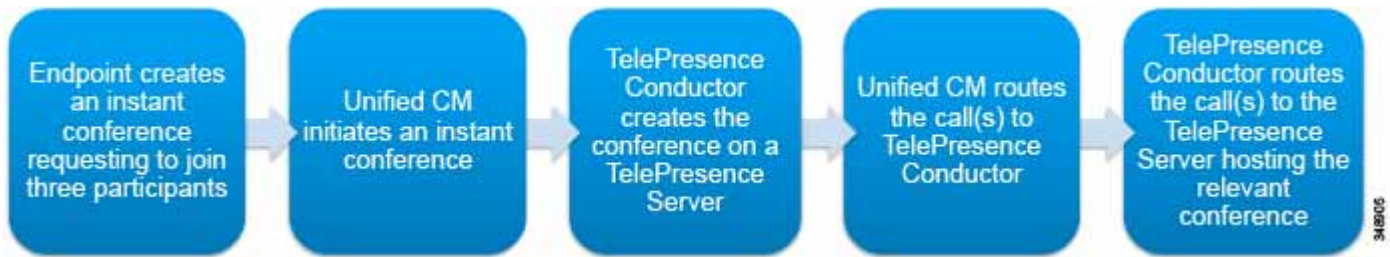 Endpoint creates
an instant
conference
requesting to join
three participants
Unified CM
initiates an instant
conference
TelePresence
Conductor
creates the
conference on a
TelePresence
Server
Unified CM routes
the call(s) to
TelePresence
Conductor
TelePresence
Conductor routes
the call(s) to the
TelePresence
Server hosting the
relevant
conference
348905